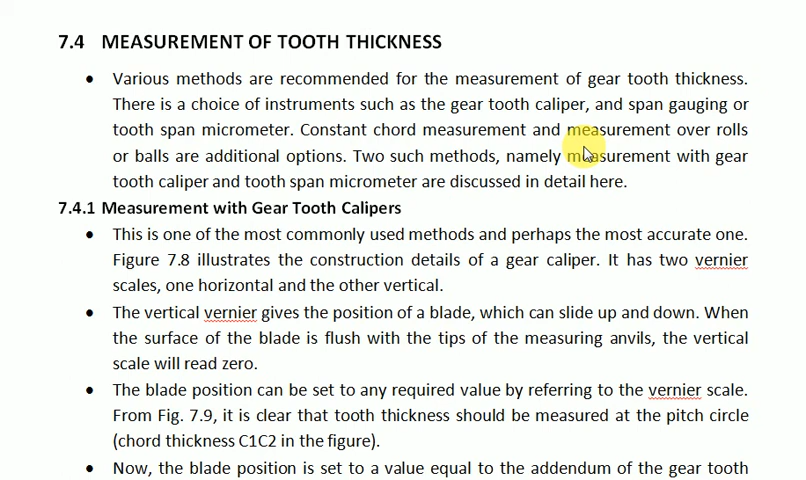 7.4 MEASUREMENT OF TOOTH THICKNESS
• Various methods are recommended for the measurement of gear tooth thickness.
There is a choice of instruments such as the gear tooth caliper, and span gauging or
tooth span micrometer. Constant chord measurement and measurement over rolls
or balls are additional options. Two such methods, namely measurement with gear
tooth caliper and tooth span micrometer are discussed in detail here.
7.4.1 Measurement with Gear Tooth Calipers
• This is one of the most commonly used methods and perhaps the most accurate one.
Figure 7.8 illustrates the construction details of a gear caliper. It has two vernier
scales, one horizontal and the other vertical.
• The vertical vernier gives the position of a blade, which can slide up and down. When
the surface of the blade is flush with the tips of the measuring anvils, the vertical
scale will read zero.
• The blade position can be set to any required value by referring to the vernier scale.
From Fig. 7.9, it is clear that tooth thickness should be measured at the pitch circle
(chord thickness C1C2 in the figure).
• Now, the blade position is set to a value equal to the addendum of the gear tooth